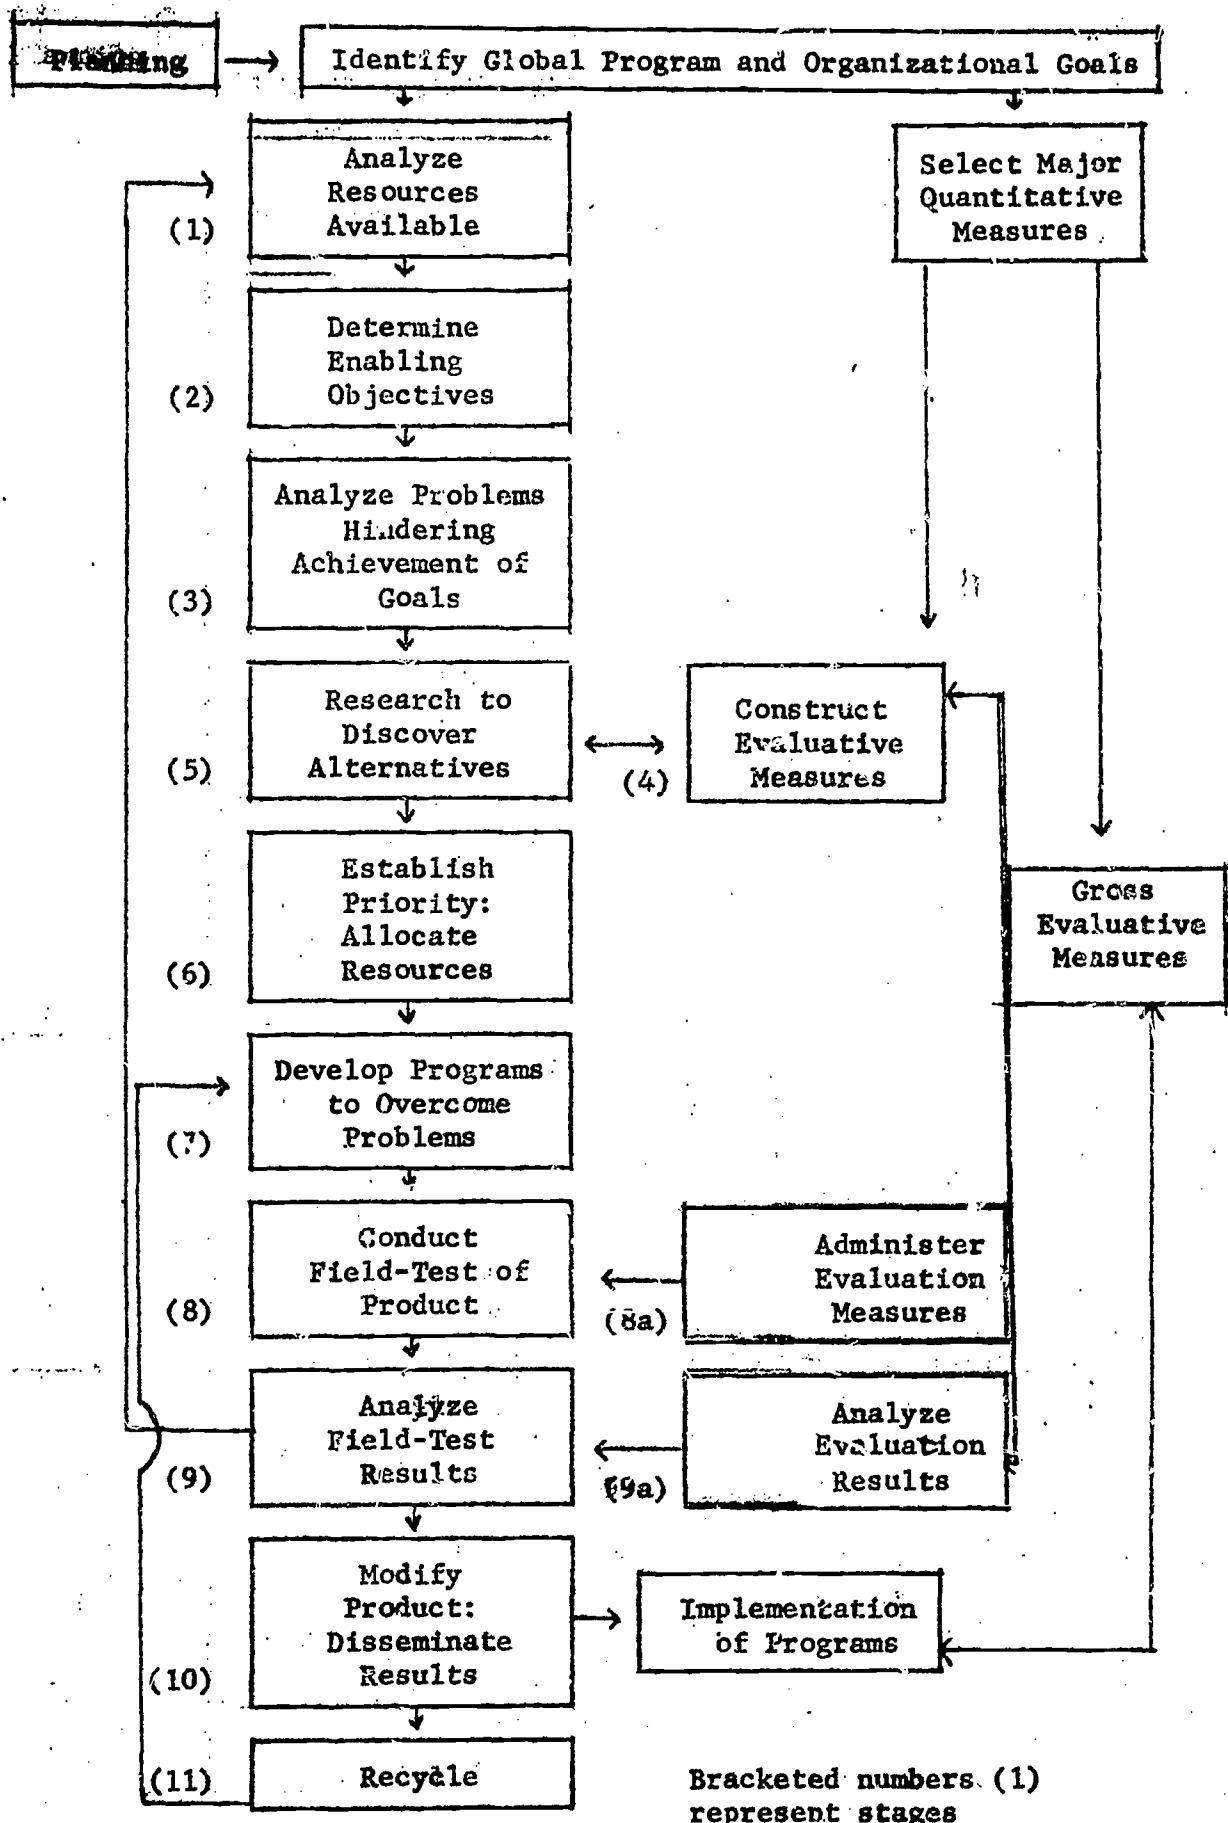 Planning
Identify Global Program and Organizational Goals
Analyze
Resources
Available
(1)
Select Major
Quantitative
Measures
Determine
Enabling
Objectives
(2)
Analyze Problems
Hindering
Achievement of
Goals
(3)
Research to
Discover
Alternatives
(5)
Construct
Evaluative
Measures
(4)
Establish
Priority:
Allocate
Resources
(6)
Gross
Evaluative
Measures
Develop Programs
to Overcome
Problems
(7)
Conduct
Field-Test of
Product
(8)
Administer
Evaluation
Measures
(8a)
Analyze
Field-Test
Results
(9)
Analyze
Evaluation
Results
(9a)
Modify
Product:
Disseminate
Results
(10)
Implementation
of Programs
Recycle
(11)
Bracketed numbers (1)
represent stages